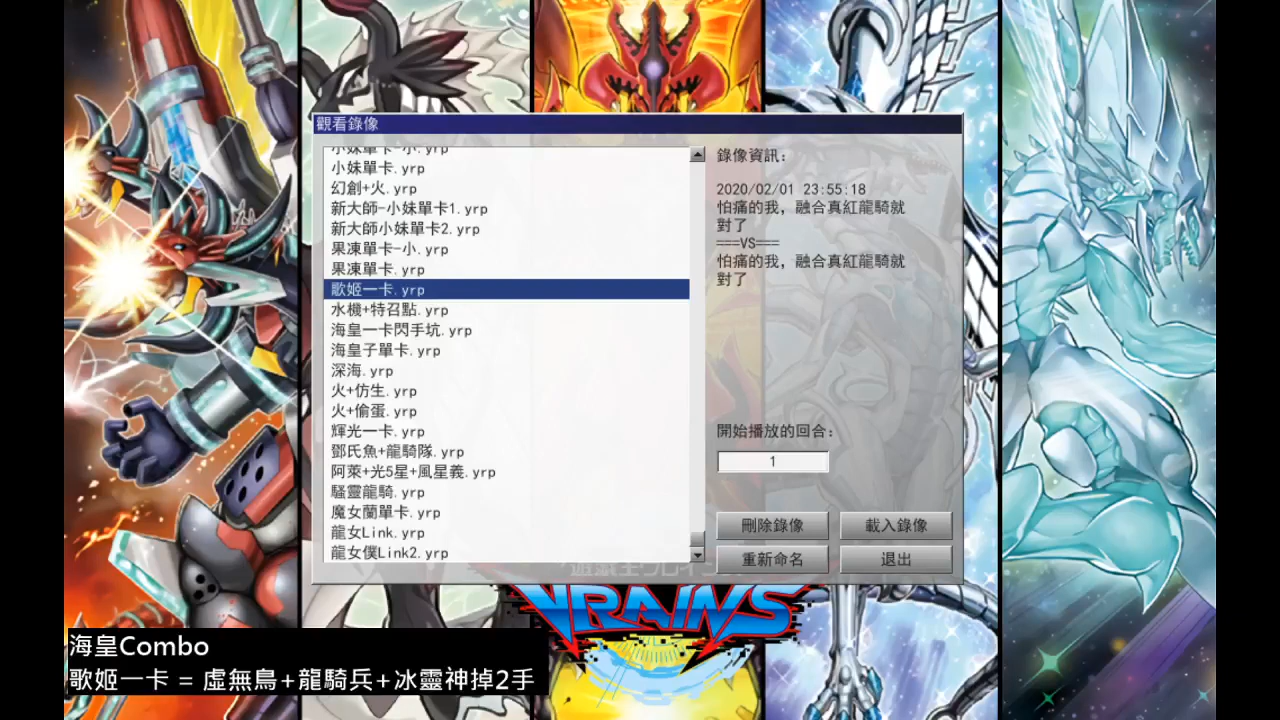 觀看錄像
小妹單卡-小.yrp
小妹單卡.yrp
幻創+火.yrp
新大師-小妹單卡1.yrp
新大師小妹單卡2.yrp
果凍單卡-小.yrp
果凍單卡.yrp
歌姬一卡.yrp
水機+特召點.yrp
海皇一卡閃手坑.yrp
海皇子單卡.yrp
深海.yrp
火+仿生.yrp
火+偷蛋.yrp
輝光一卡.yrp
鄧氏魚+龍騎隊.yrp
阿萊+光5星+風星義.yrp
騷靈龍騎.yrp
魔女蘭單卡.yrp
龍女Link.yrp
龍女僕Link2.yrp
錄像資訊:
2020/02/01 23:55:18
怕痛的我，融合真紅龍騎就
對了
===VS===
怕痛的我，融合真紅龍騎就
對了
開始播放的回合:
1
刪除錄像
載入錄像
重新命名
退出
VRAINS
海皇Combo
歌姬一卡 = 虛無鳥+龍騎兵+冰靈神掉2手